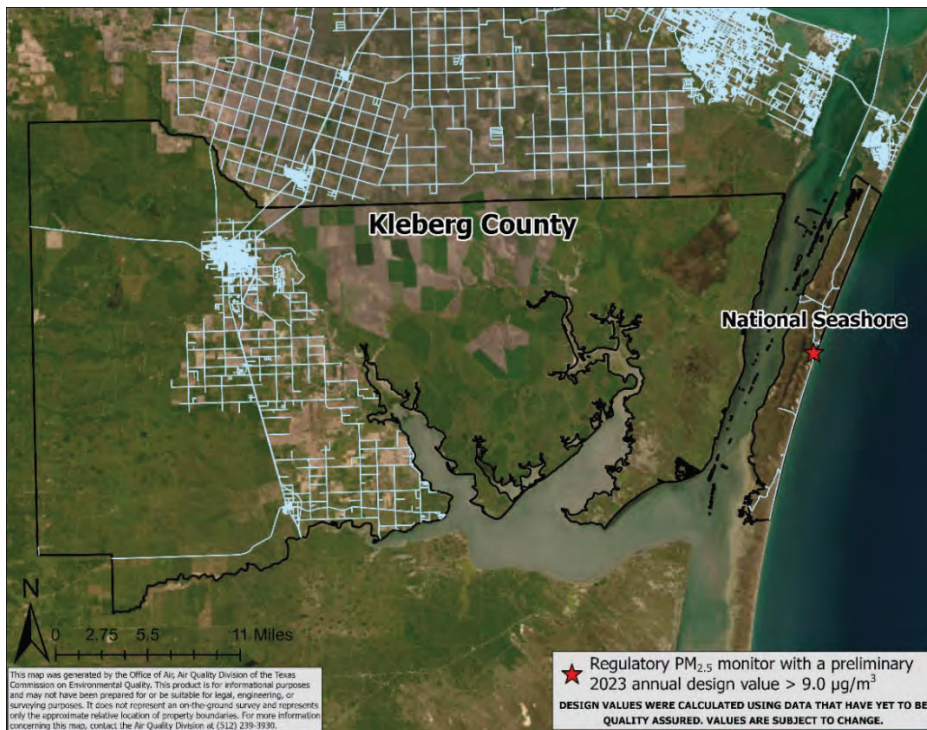 Kleberg County
National Seashore
N
0 2.75 5.5 11 Miles
This map was generated by the Office of Air, Air Quality Division of the Texas
Commission on Environmental Quality. This product is for informational purposes
and may not have been prepared for or be suitable for legal, engineering, or
surveying purposes. It does not represent an on-the-ground survey and represents
only the approximate relative location of property boundaries. For more information
concerning this map, contact the Air Quality Division at (512) 239-3930.
Regulatory PM2.5 monitor with a preliminary
2023 annual design value > 9.0 µg/m³
DESIGN VALUES WERE CALCULATED USING DATA THAT HAVE YET TO BE
QUALITY ASSURED. VALUES ARE SUBJECT TO CHANGE.